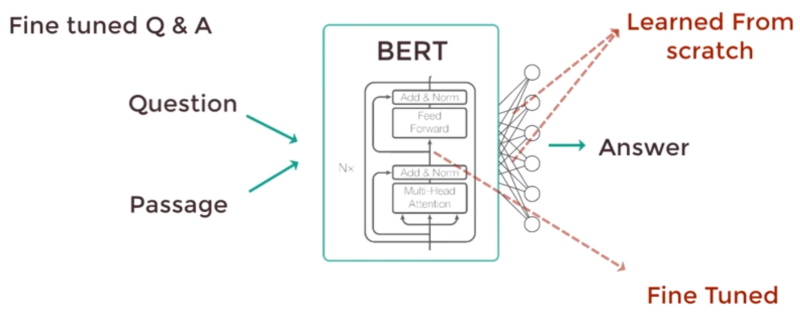 Fine tuned Q & A
Question
Passage
BERT
Add & Norm
Feed
Forward
Nx
Add & Norm
Multi-Head
Attention
Answer
Learned From
scratch
Fine Tuned